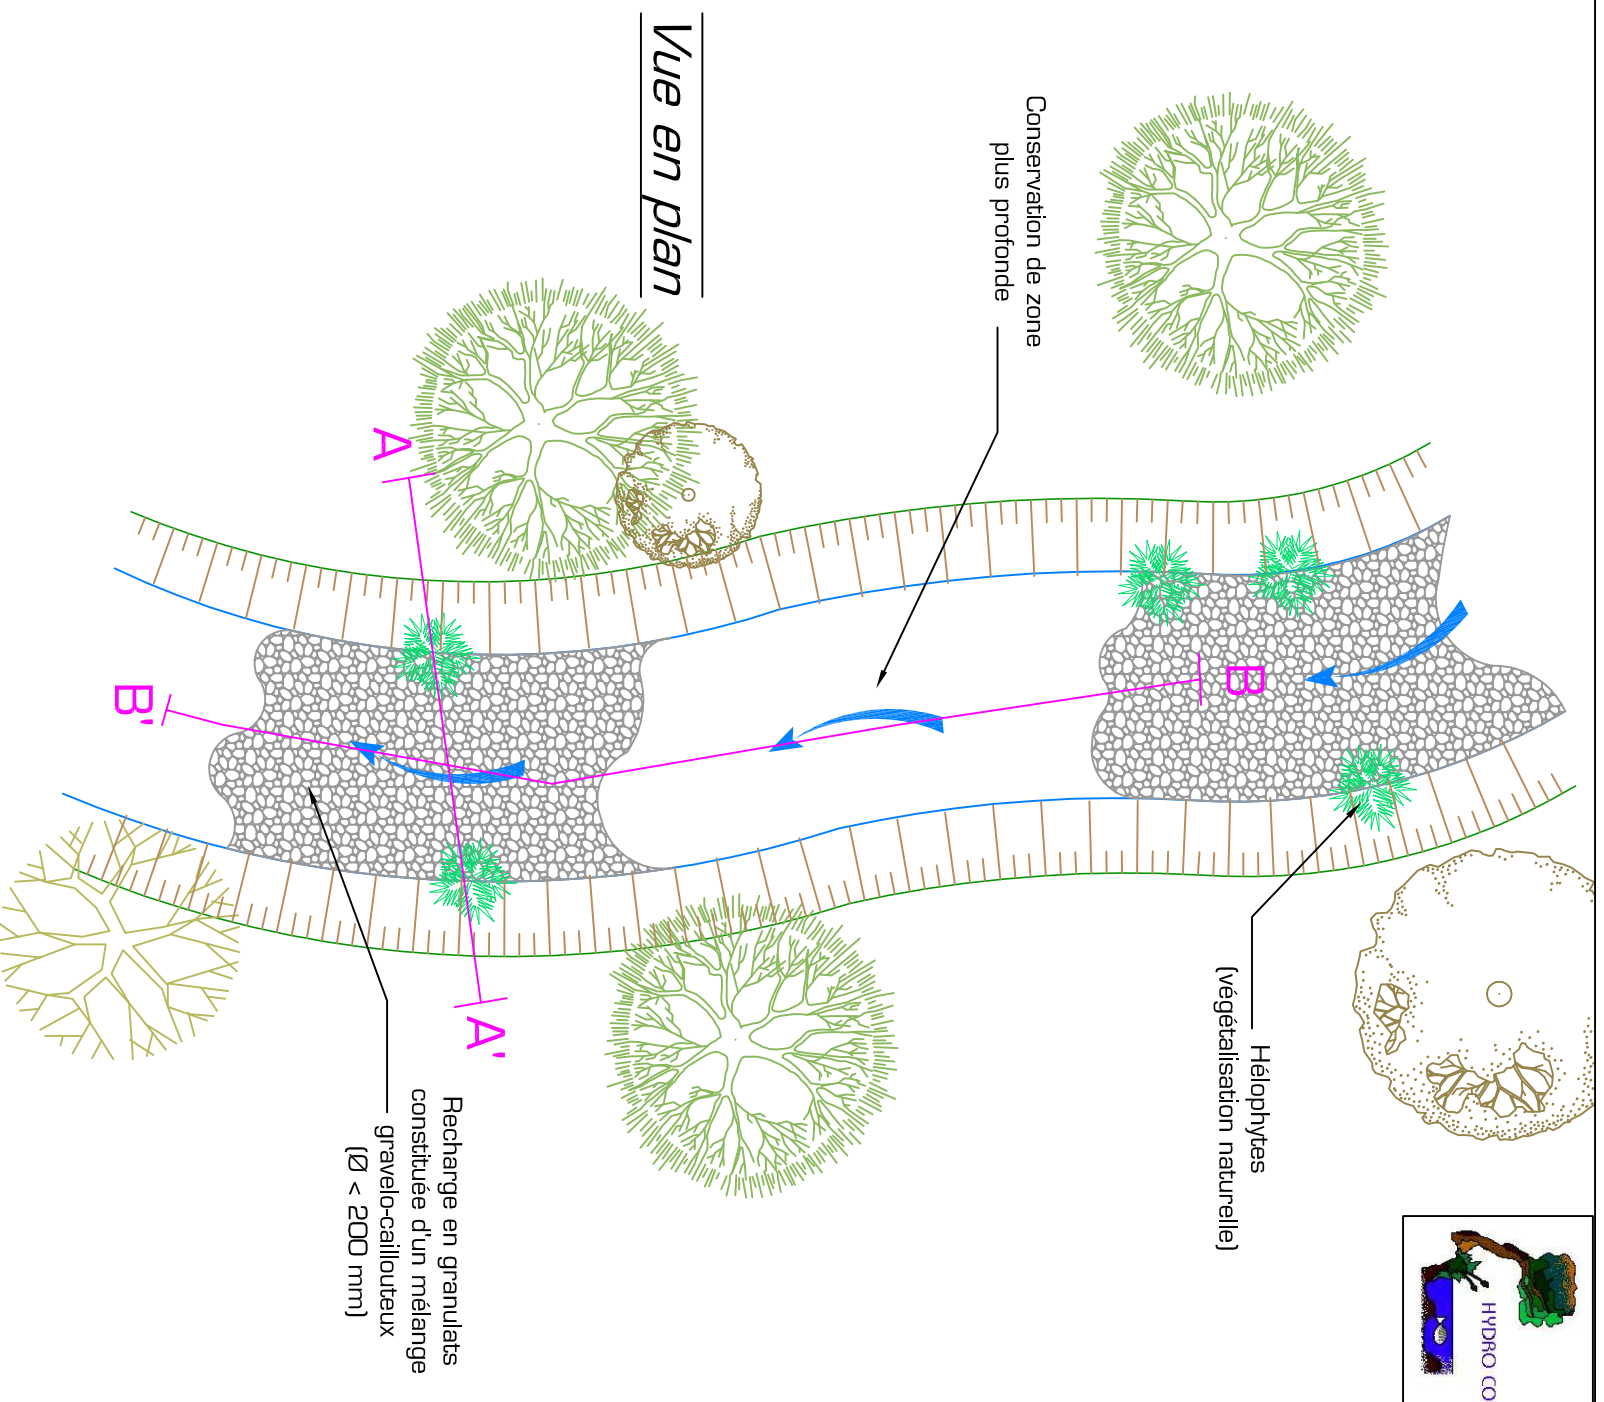 Vue en plan
Conservation de zone
plus profonde
A
A'
B
B'
Hélophytes
(végétalisation naturelle)
Recharge en granulats
constituée d'un mélange
gravelo-caillouteux
(Ø < 200 mm)
HYDRO CO